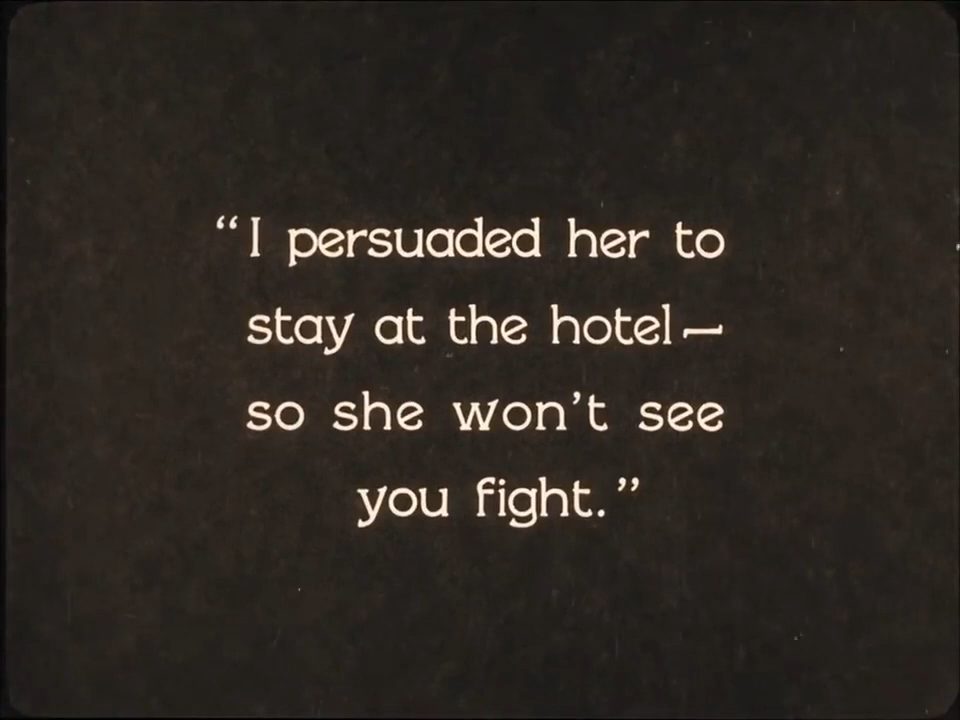 “I persuaded her to
stay at the hotel—
so she won’t see
you fight.”